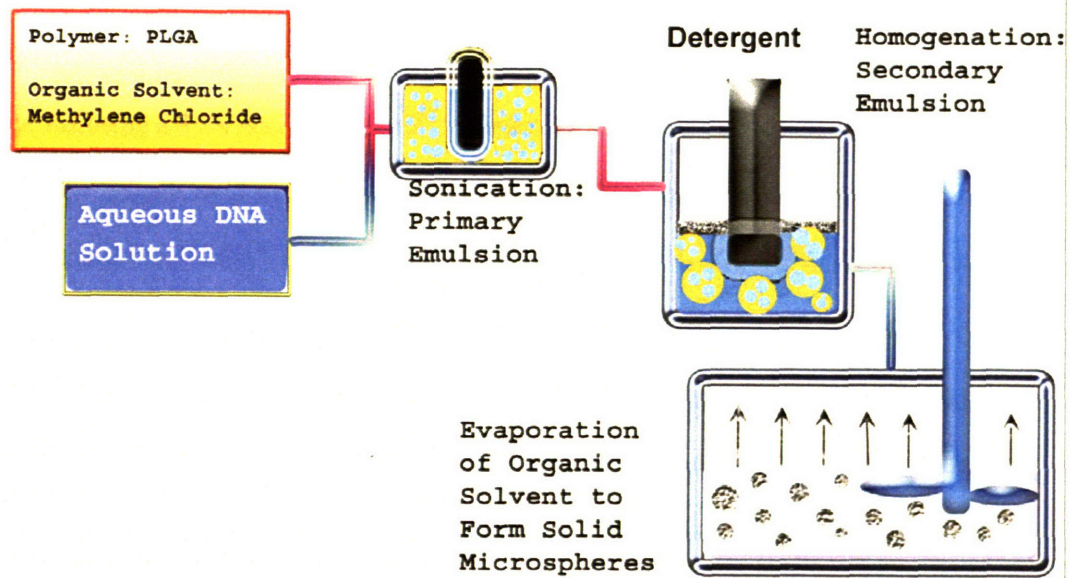 Polymer: PLGA
Organic Solvent:
Methylene Chloride
Aqueous DNA
Solution
Sonication:
Primary
Emulsion
Detergent
Homogenation:
Secondary
Emulsion
Evaporation
of Organic
Solvent to
Form Solid
Microspheres